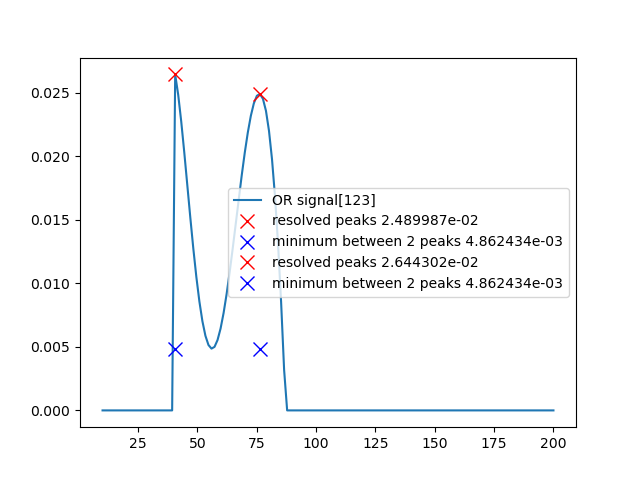 0.025
0.020
0.015
0.010
0.005
0.000
OR signal[123]
resolved peaks 2.489987e-02
minimum between 2 peaks 4.862434e-03
resolved peaks 2.644302e-02
minimum between 2 peaks 4.862434e-03
25 50 75 100 125 150 175 200